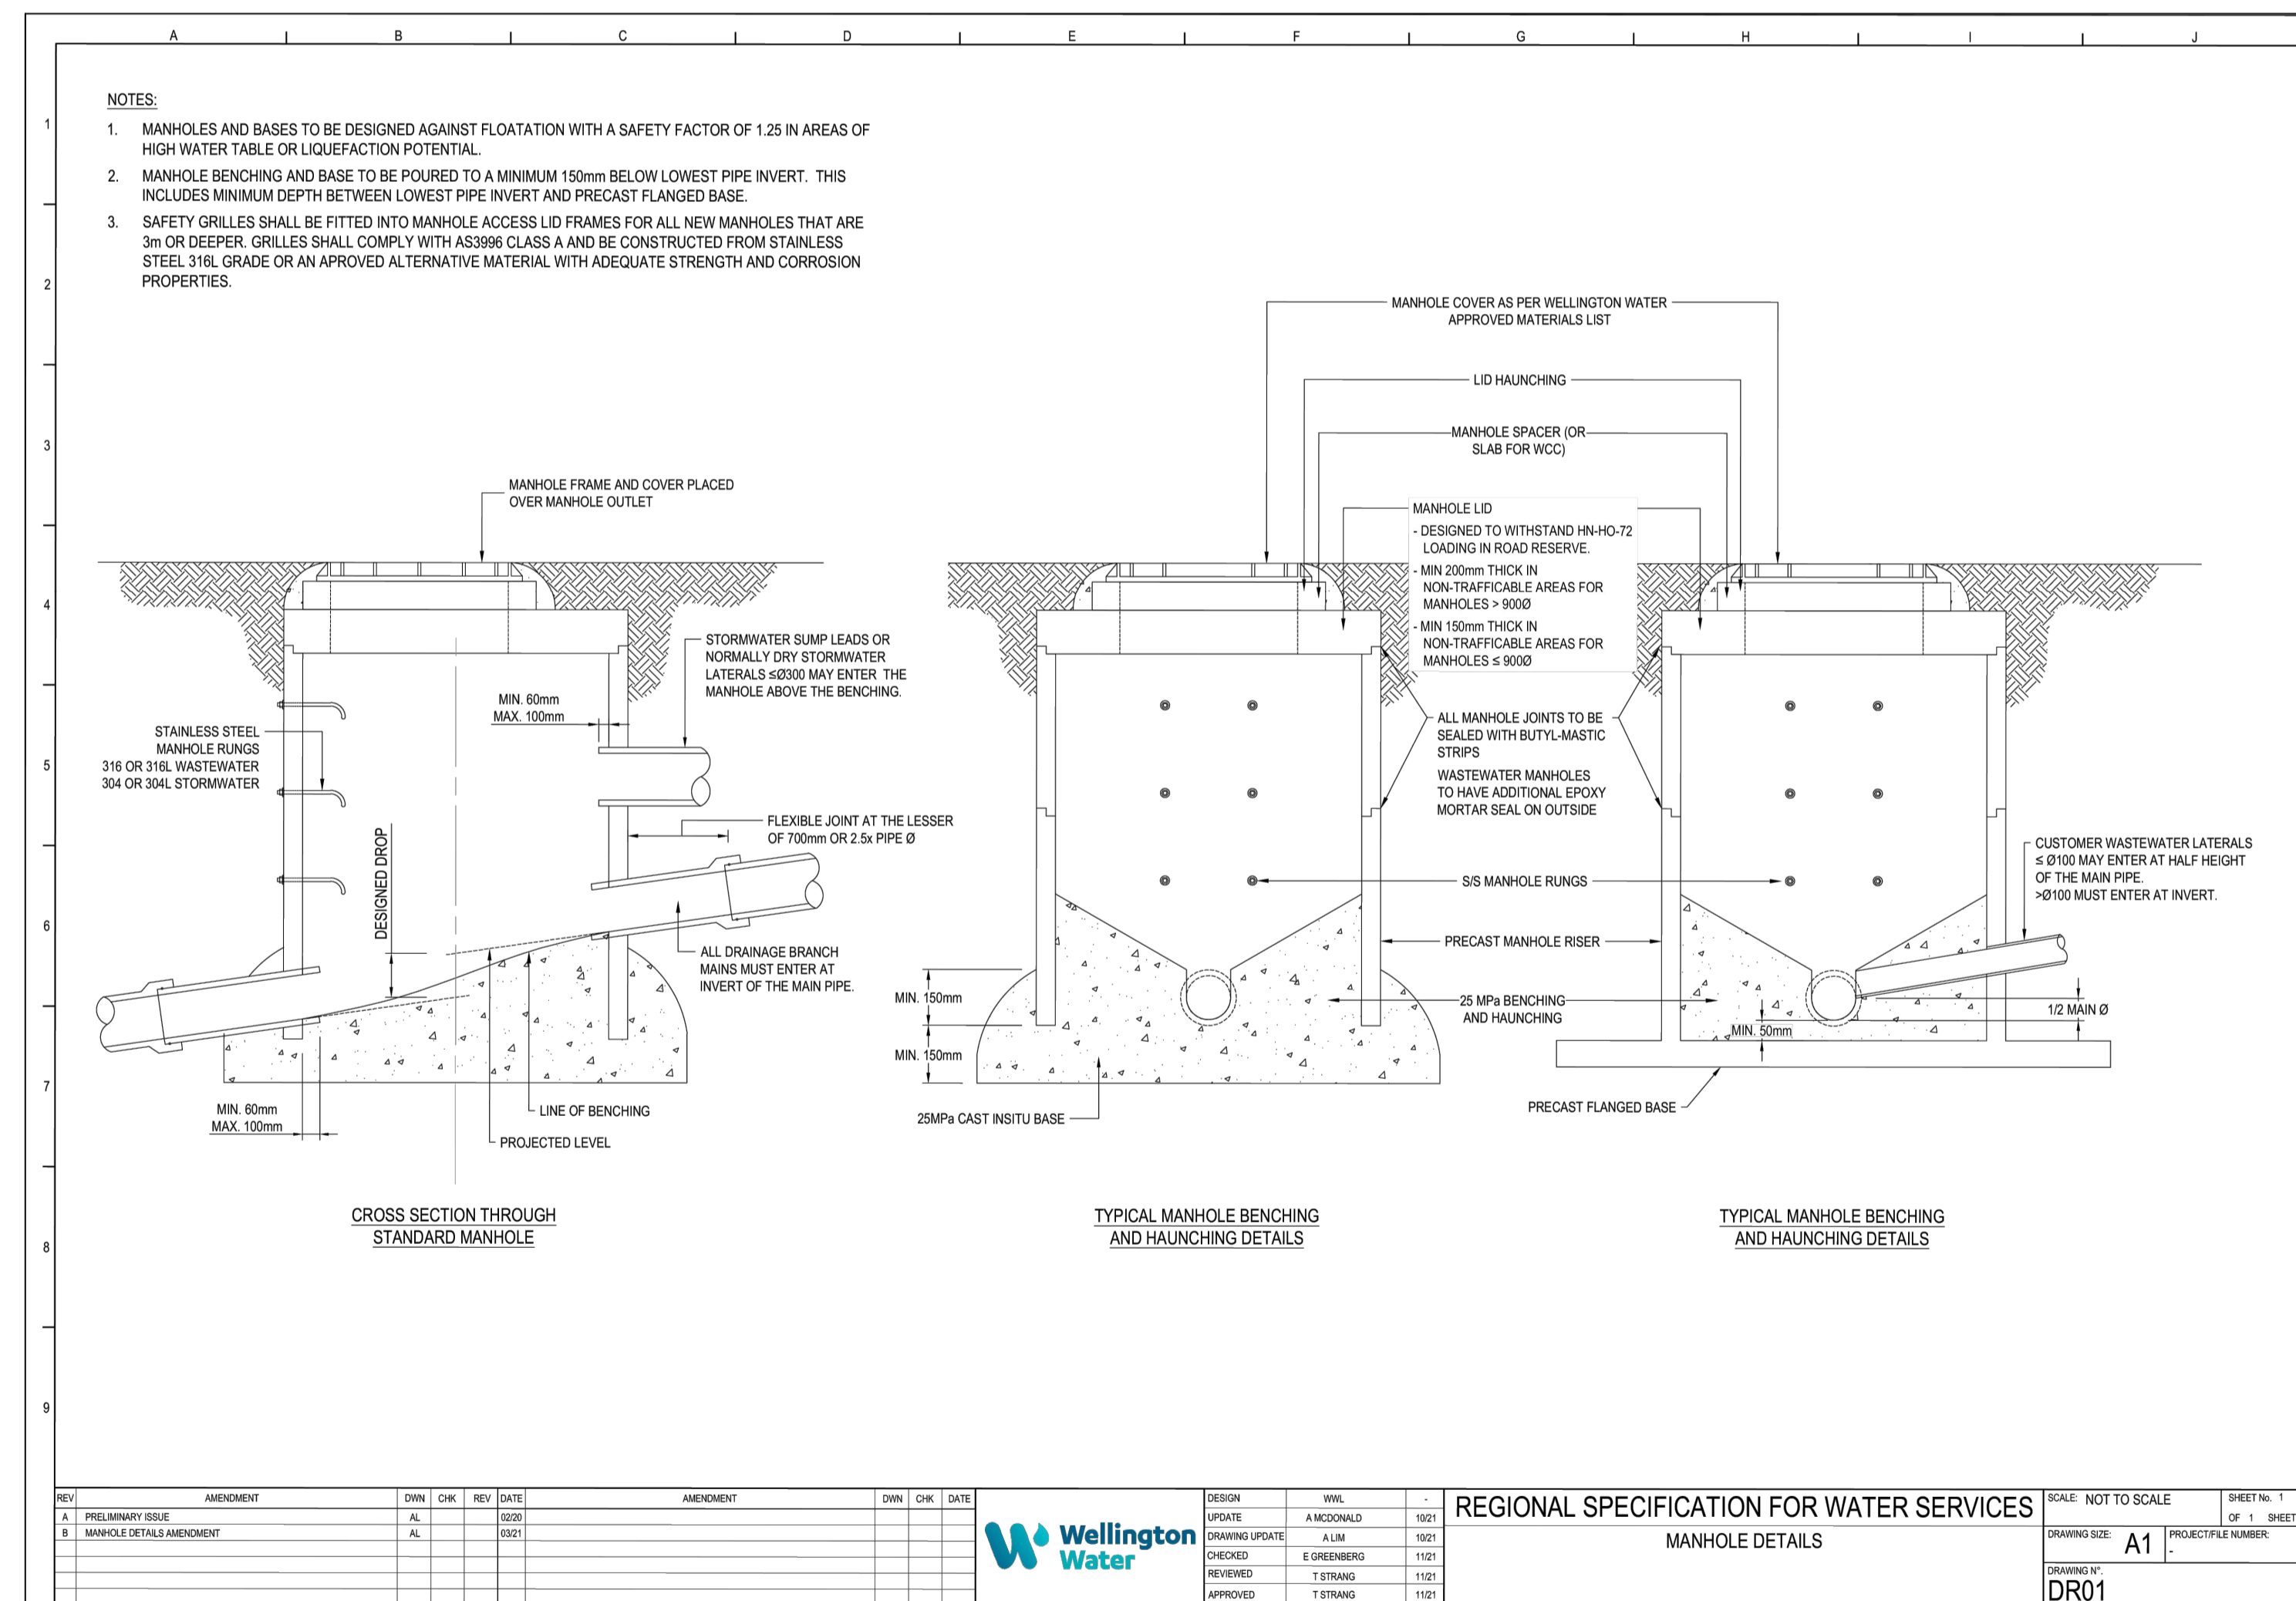 A B C D E F G H I J
1
2
3
4
5
6
7
8
9
NOTES:
1. MANHOLES AND BASES TO BE DESIGNED AGAINST FLOATATION WITH A SAFETY FACTOR OF 1.25 IN AREAS OF
HIGH WATER TABLE OR LIQUEFACTION POTENTIAL.
2. MANHOLE BENCHING AND BASE TO BE POURED TO A MINIMUM 150mm BELOW LOWEST PIPE INVERT. THIS
INCLUDES MINIMUM DEPTH BETWEEN LOWEST PIPE INVERT AND PRECAST FLANGED BASE.
3. SAFETY GRILLES SHALL BE FITTED INTO MANHOLE ACCESS LID FRAMES FOR ALL NEW MANHOLES THAT ARE
3m OR DEEPER. GRILLES SHALL COMPLY WITH AS3996 CLASS A AND BE CONSTRUCTED FROM STAINLESS
STEEL 316L GRADE OR AN APROVED ALTERNATIVE MATERIAL WITH ADEQUATE STRENGTH AND CORROSION
PROPERTIES.
MANHOLE FRAME AND COVER PLACED
OVER MANHOLE OUTLET
STORMWATER SUMP LEADS OR
NORMALLY DRY STORMWATER
LATERALS ≤Ø300 MAY ENTER THE
MANHOLE ABOVE THE BENCHING.
MIN. 60mm
MAX. 100mm
STAINLESS STEEL
MANHOLE RUNGS
316 OR 316L WASTEWATER
304 OR 304L STORMWATER
FLEXIBLE JOINT AT THE LESSER
OF 700mm OR 2.5x PIPE Ø
DESIGNED DROP
ALL DRAINAGE BRANCH
MAINS MUST ENTER AT
INVERT OF THE MAIN PIPE.
MIN. 60mm
MAX. 100mm
LINE OF BENCHING
PROJECTED LEVEL
CROSS SECTION THROUGH
STANDARD MANHOLE
MANHOLE COVER AS PER WELLINGTON WATER
APPROVED MATERIALS LIST
LID HAUNCHING
MANHOLE SPACER (OR
SLAB FOR WCC)
MANHOLE LID
- DESIGNED TO WITHSTAND HN-HO-72
LOADING IN ROAD RESERVE.
- MIN 200mm THICK IN
NON-TRAFFICABLE AREAS FOR
MANHOLES > 900Ø
- MIN 150mm THICK IN
NON-TRAFFICABLE AREAS FOR
MANHOLES ≤ 900Ø
ALL MANHOLE JOINTS TO BE
SEALED WITH BUTYL-MASTIC
STRIPS
WASTEWATER MANHOLES
TO HAVE ADDITIONAL EPOXY
MORTAR SEAL ON OUTSIDE
S/S MANHOLE RUNGS
PRECAST MANHOLE RISER
25 MPa BENCHING
AND HAUNCHING
MIN. 150mm
MIN. 150mm
25MPa CAST INSITU BASE
TYPICAL MANHOLE BENCHING
AND HAUNCHING DETAILS
CUSTOMER WASTEWATER LATERALS
≤ Ø100 MAY ENTER AT HALF HEIGHT
OF THE MAIN PIPE.
>Ø100 MUST ENTER AT INVERT.
1/2 MAIN Ø
MIN. 50mm
PRECAST FLANGED BASE
TYPICAL MANHOLE BENCHING
AND HAUNCHING DETAILS
REV AMENDMENT DWN CHK REV DATE AMENDMENT DWN CHK DATE
A PRELIMINARY ISSUE AL 02/20
B MANHOLE DETAILS AMENDMENT AL 03/21
Wellington
Water
DESIGN WWL -
UPDATE A MCDONALD 10/21
DRAWING UPDATE A LIM 10/21
CHECKED E GREENBERG 11/21
REVIEWED T STRANG 11/21
APPROVED T STRANG 11/21
REGIONAL SPECIFICATION FOR WATER SERVICES
MANHOLE DETAILS
SCALE: NOT TO SCALE
SHEET No. 1
OF 1 SHEET
DRAWING SIZE: A1
PROJECT/FILE NUMBER:
-
DRAWING N°.
DR01